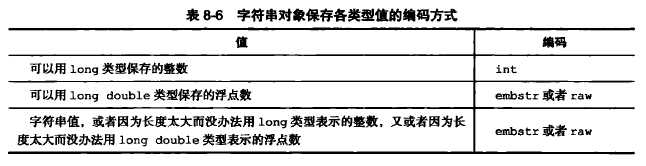 表 8-6 字符串对象保存各类型值的编码方式
值 编码
可以用 long 类型保存的整数 int
可以用 long double 类型保存的浮点数 embstr 或者 raw
字符串值，或者因为长度太大而没办法用 long 类型表示的整数，又或者因为长
度太大而没办法用 long double 类型表示的浮点数 embstr 或者 raw